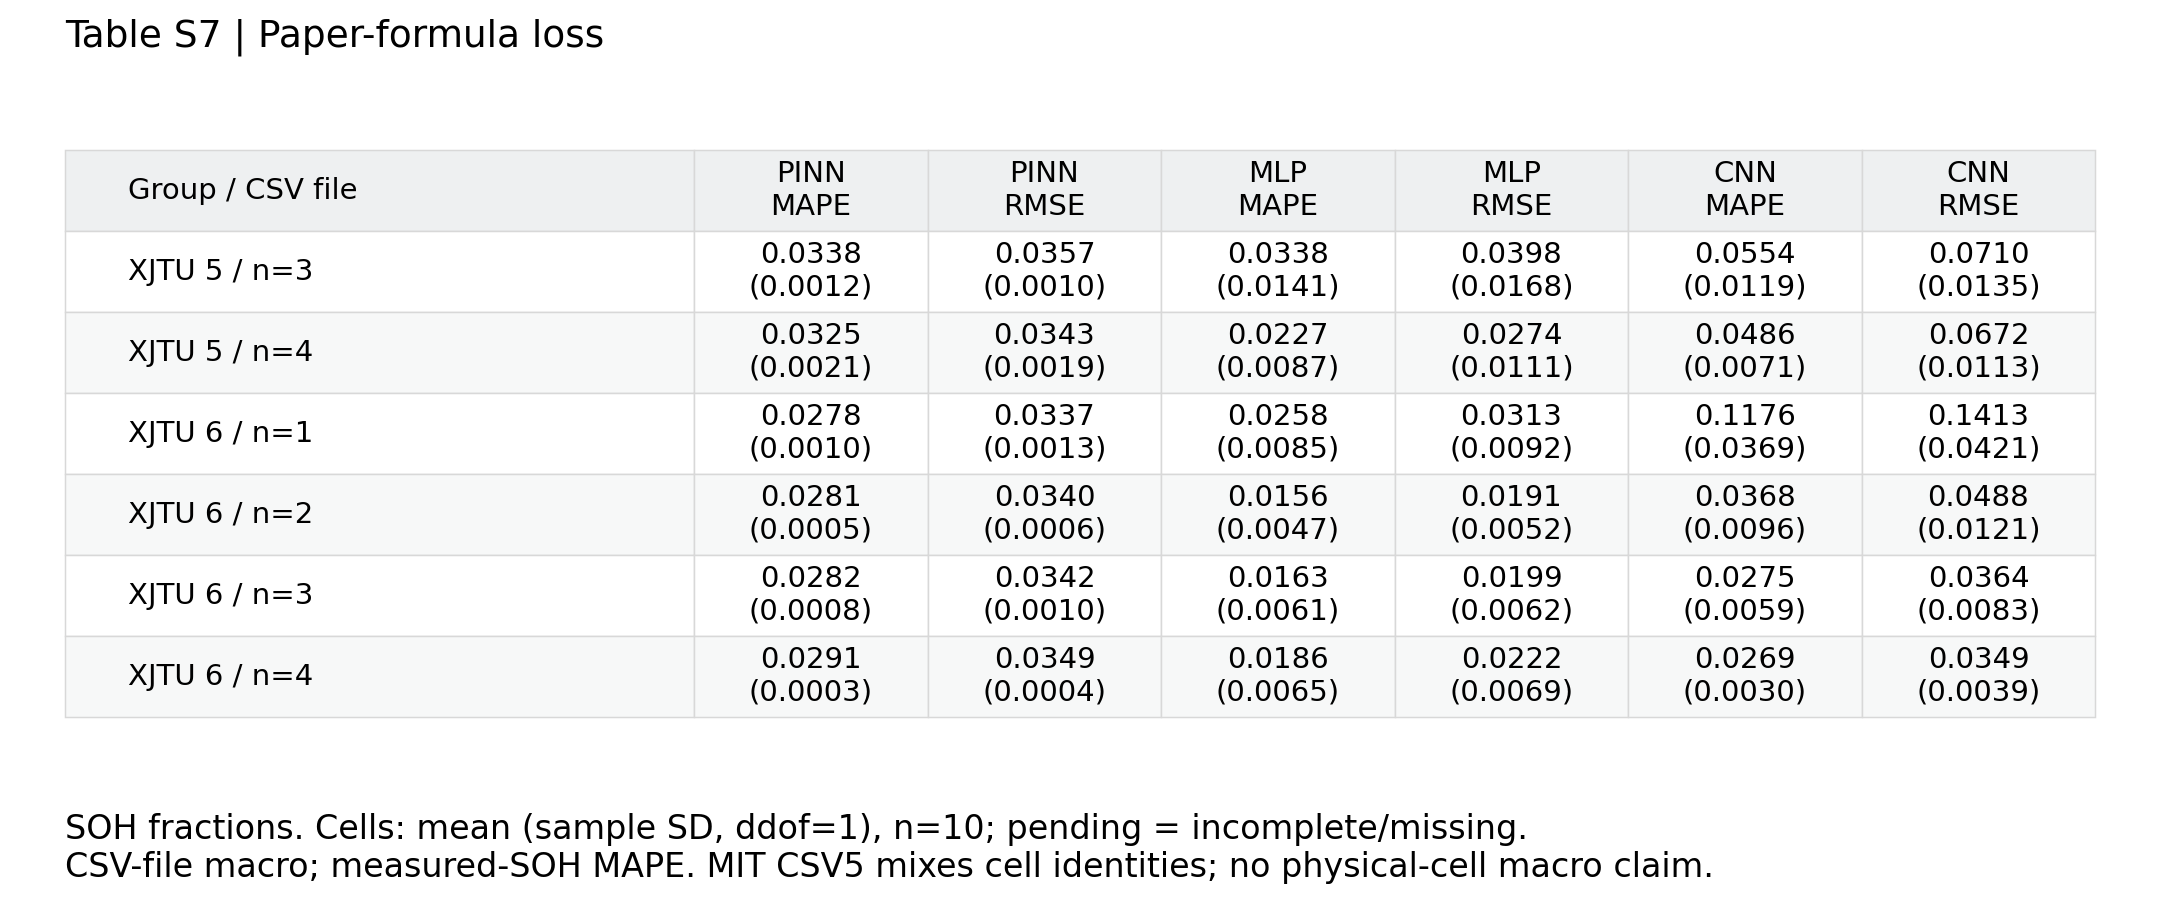 Table S7 | Paper-formula loss
Group / CSV file PINN MAPE PINN RMSE MLP MAPE MLP RMSE CNN MAPE CNN RMSE
XJTU 5 / n=3 0.0338 (0.0012) 0.0357 (0.0010) 0.0338 (0.0141) 0.0398 (0.0168) 0.0554 (0.0119) 0.0710 (0.0135)
XJTU 5 / n=4 0.0325 (0.0021) 0.0343 (0.0019) 0.0227 (0.0087) 0.0274 (0.0111) 0.0486 (0.0071) 0.0672 (0.0113)
XJTU 6 / n=1 0.0278 (0.0010) 0.0337 (0.0013) 0.0258 (0.0085) 0.0313 (0.0092) 0.1176 (0.0369) 0.1413 (0.0421)
XJTU 6 / n=2 0.0281 (0.0005) 0.0340 (0.0006) 0.0156 (0.0047) 0.0191 (0.0052) 0.0368 (0.0096) 0.0488 (0.0121)
XJTU 6 / n=3 0.0282 (0.0008) 0.0342 (0.0010) 0.0163 (0.0061) 0.0199 (0.0062) 0.0275 (0.0059) 0.0364 (0.0083)
XJTU 6 / n=4 0.0291 (0.0003) 0.0349 (0.0004) 0.0186 (0.0065) 0.0222 (0.0069) 0.0269 (0.0030) 0.0349 (0.0039)
SOH fractions. Cells: mean (sample SD, ddof=1), n=10; pending = incomplete/missing.
CSV-file macro; measured-SOH MAPE. MIT CSV5 mixes cell identities; no physical-cell macro claim.